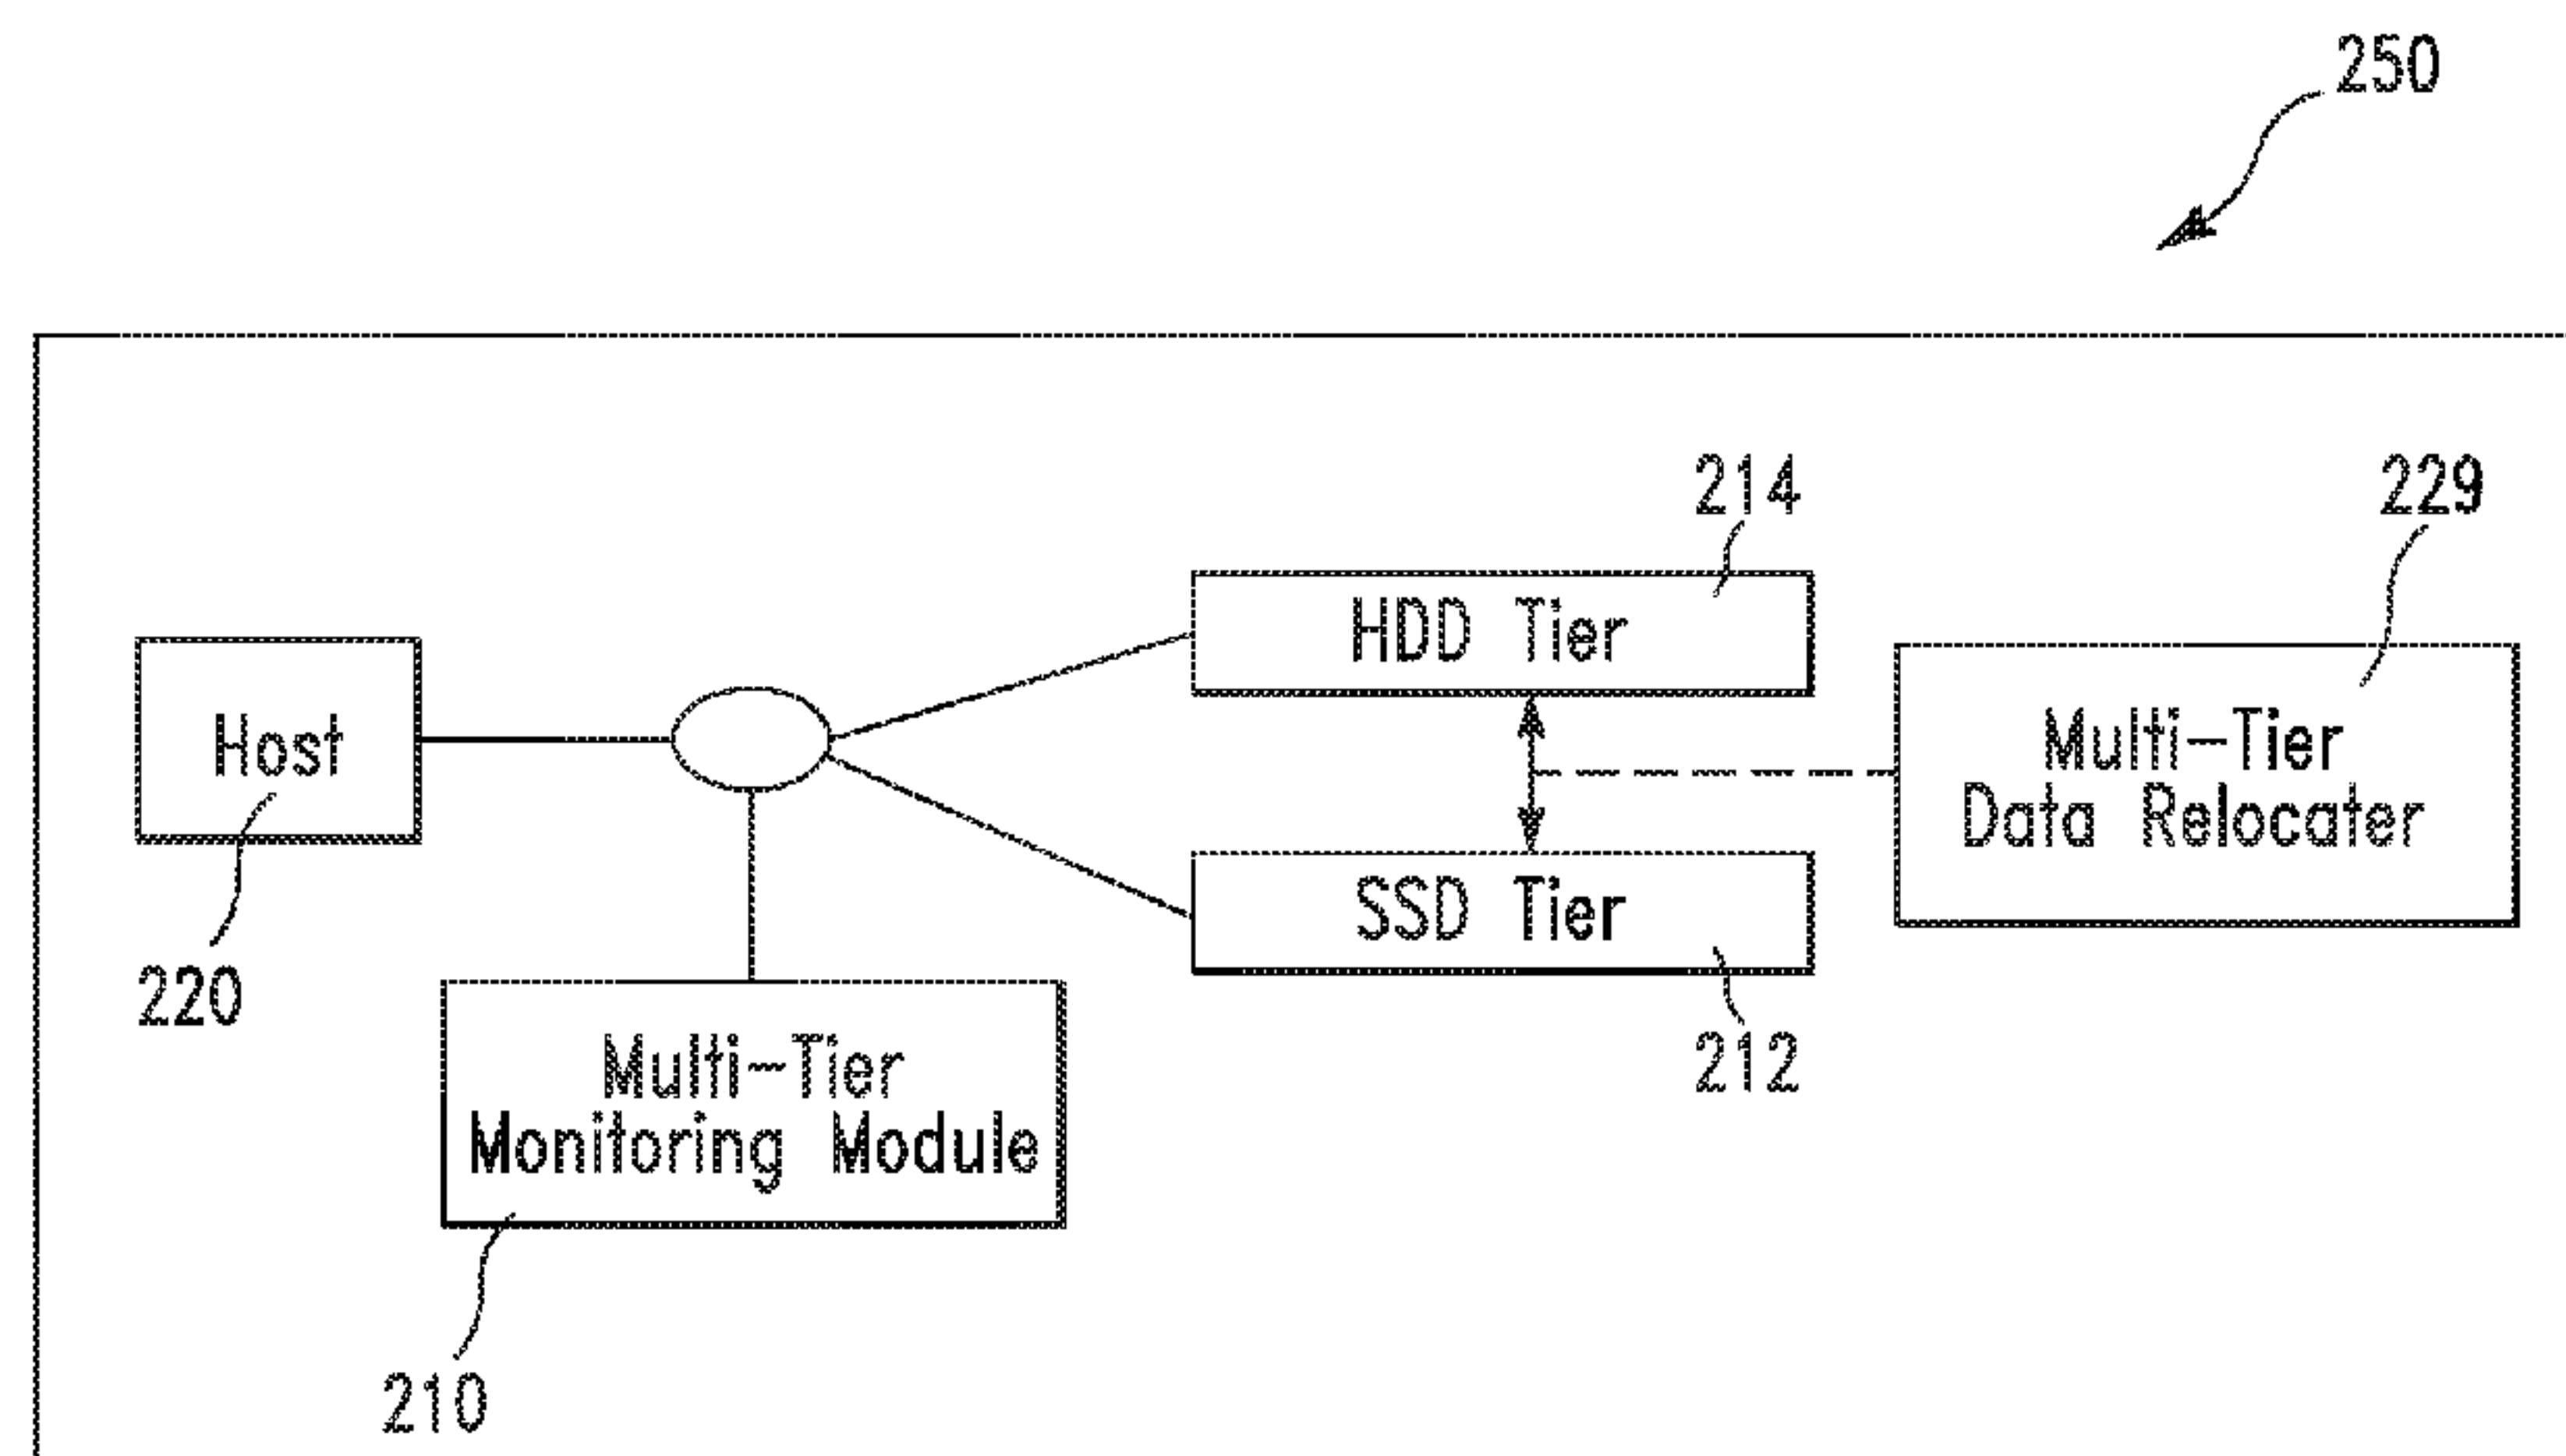 250
214
229
HDD Tier
Host
Multi-Tier
Data Relocater
SSD Tier
220
212
Multi-Tier
Monitoring Module
210